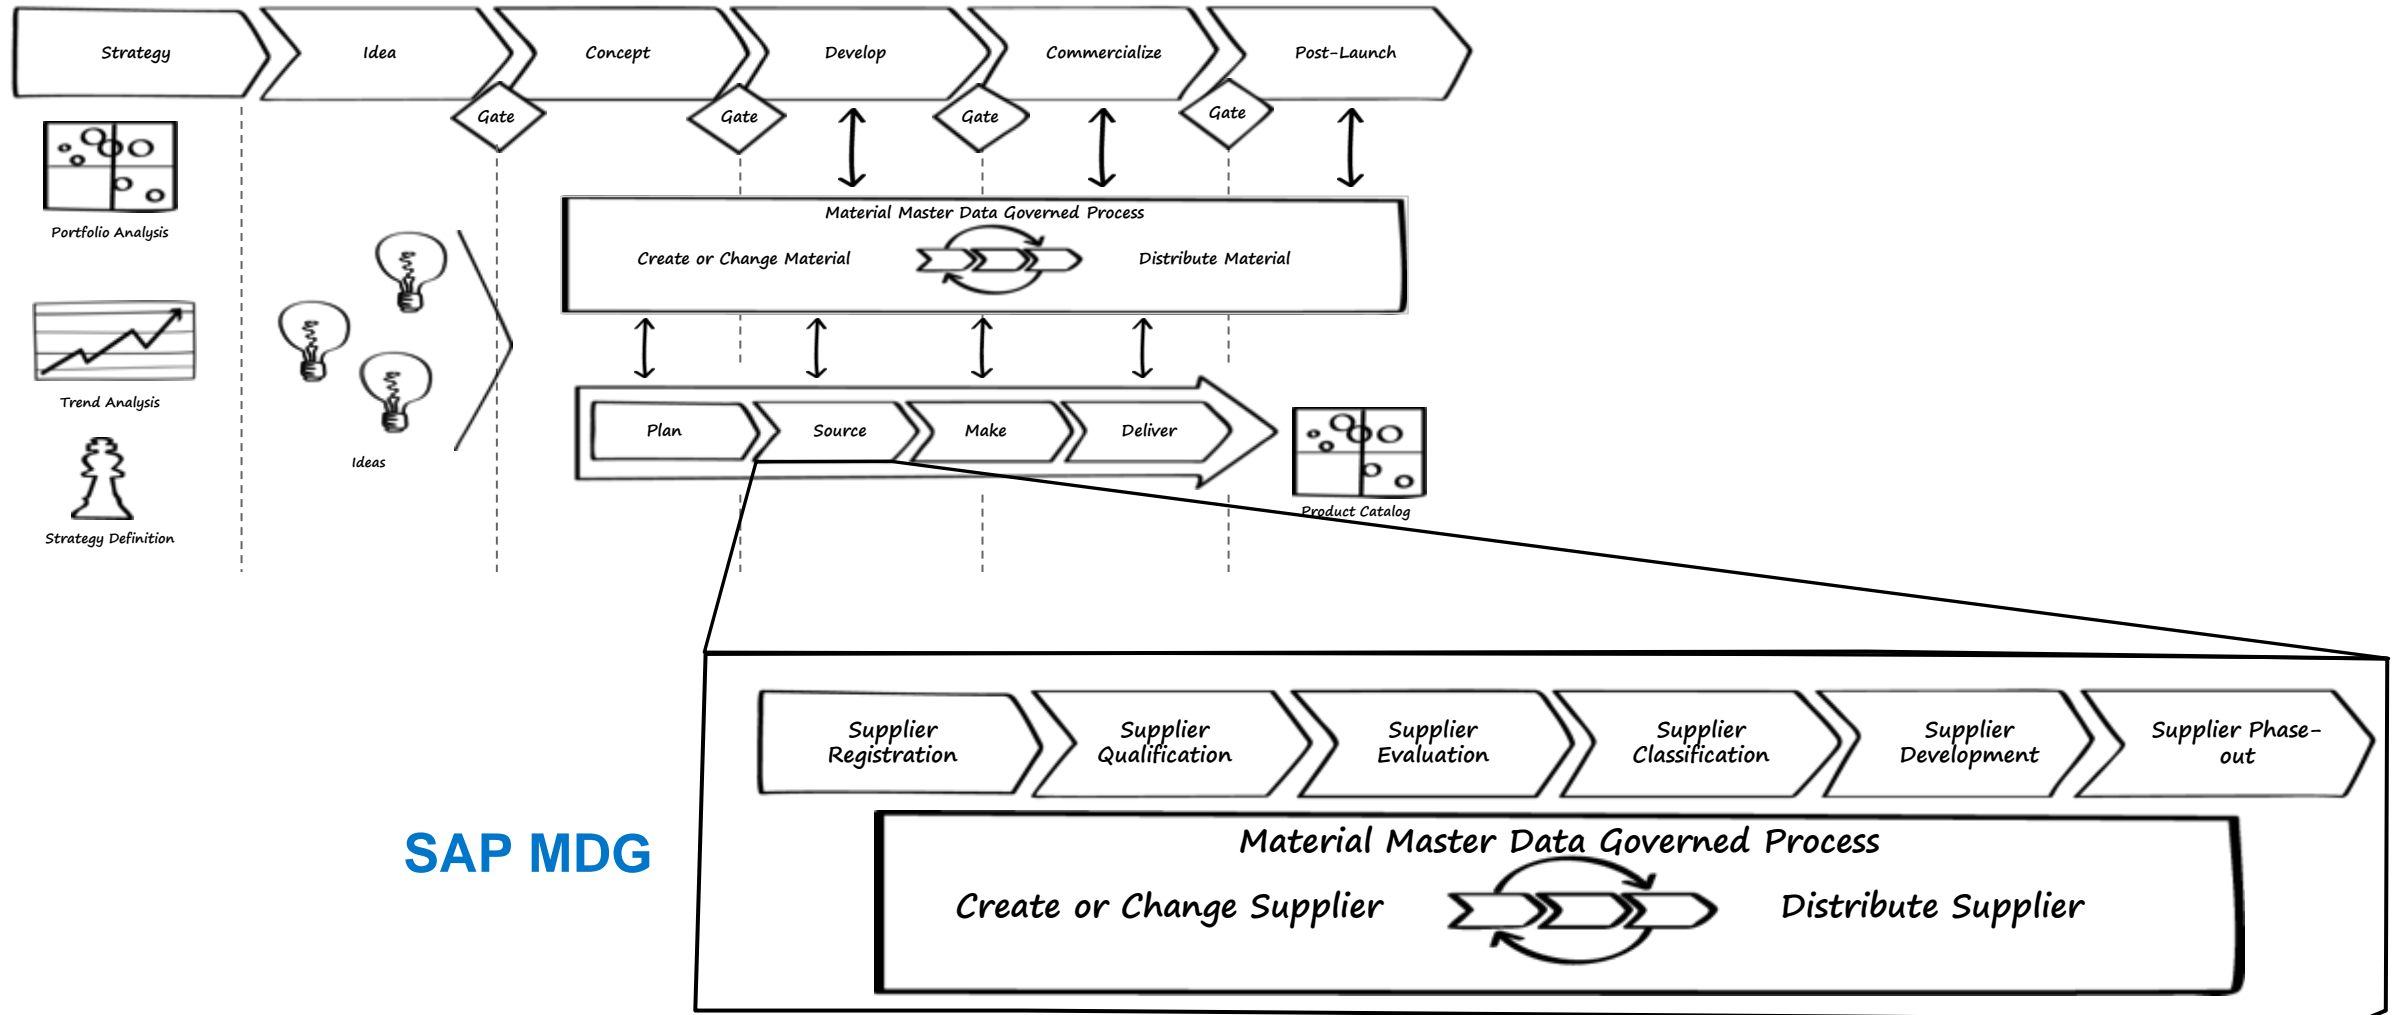 Strategy
Idea
Concept
Develop
Commercialize
Post-Launch
Gate
Gate
Gate
Gate
Portfolio Analysis
Material Master Data Governed Process
Create or Change Material
Distribute Material
Trend Analysis
Ideas
Plan
Source
Make
Deliver
Product Catalog
Strategy Definition
Supplier
Registration
Supplier
Qualification
Supplier
Evaluation
Supplier
Classification
Supplier
Development
Supplier Phase-
out
SAP MDG
Material Master Data Governed Process
Create or Change Supplier
Distribute Supplier